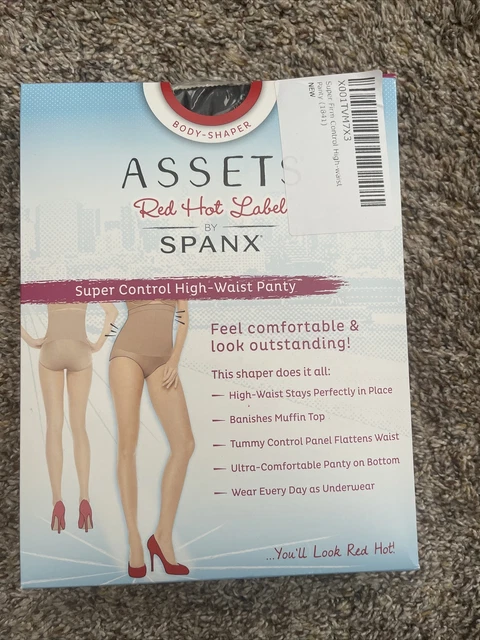 BODY-SHAPER
ASSETS
Red Hot Label
BY
SPANX
Super Control High-Waist Panty
Feel comfortable &
look outstanding!
This shaper does it all:
High-Waist Stays Perfectly in Place
Banishes Muffin Top
Tummy Control Panel Flattens Waist
Ultra-Comfortable Panty on Bottom
Wear Every Day as Underwear
...You'll Look Red Hot!
X001TVM7X3
Super Firm Control High-waist
Panty (1841)
NEW